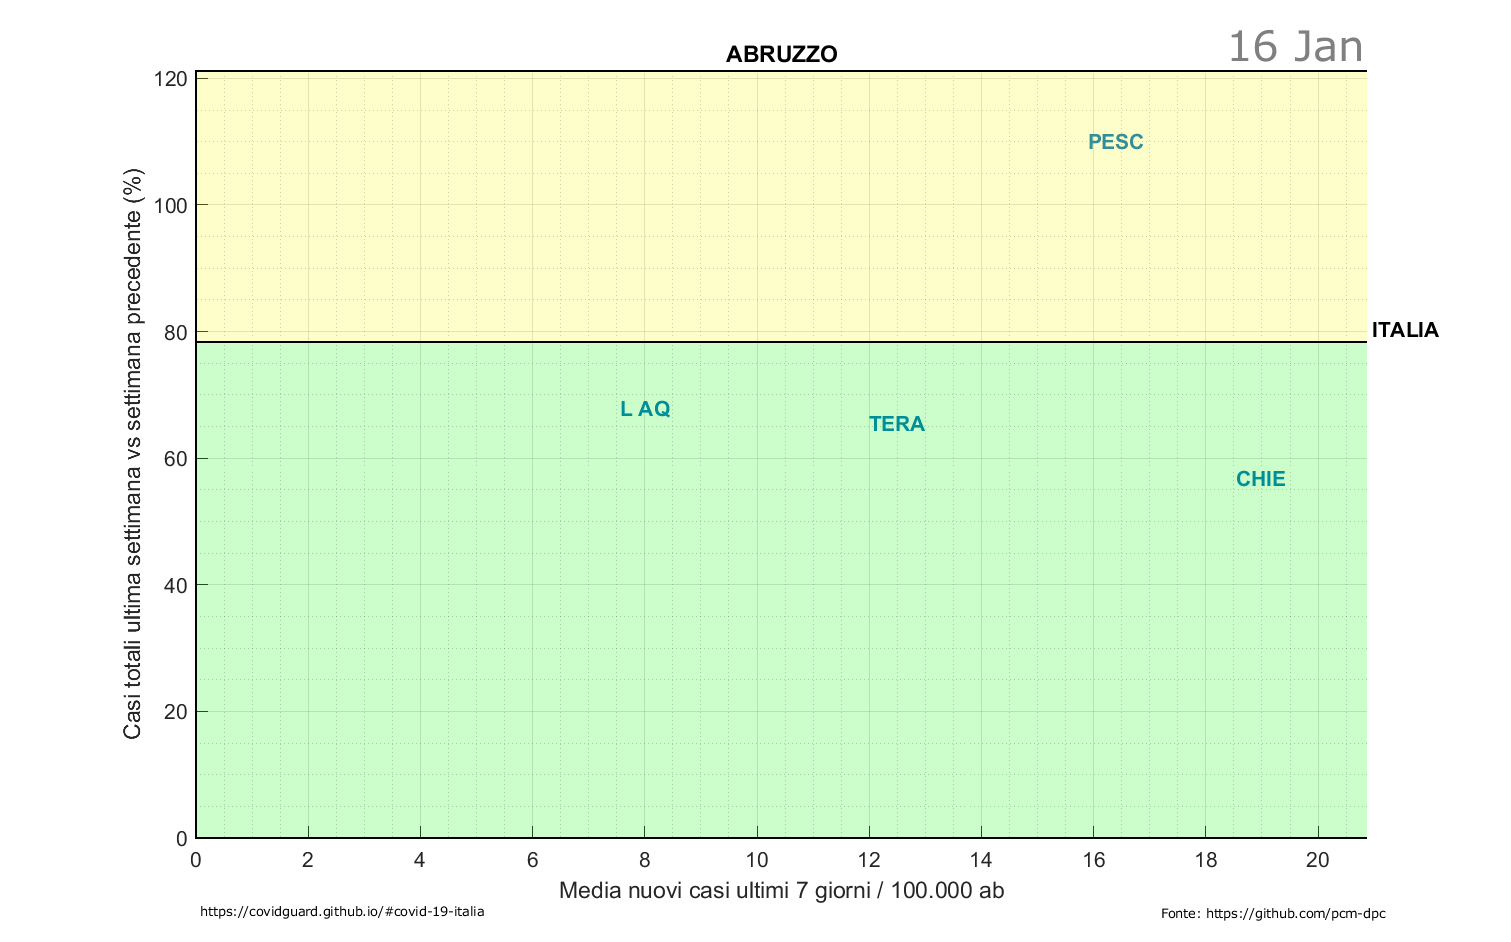 ABRUZZO
16 Jan
120
100
80
60
40
20
0
Casi totali ultima settimana vs settimana precedente (%)
PESC
ITALIA
L AQ
TERA
CHIE
0 2 4 6 8 10 12 14 16 18 20
Media nuovi casi ultimi 7 giorni / 100.000 ab
https://covidguard.github.io/#covid-19-italia
Fonte: https://github.com/pcm-dpc